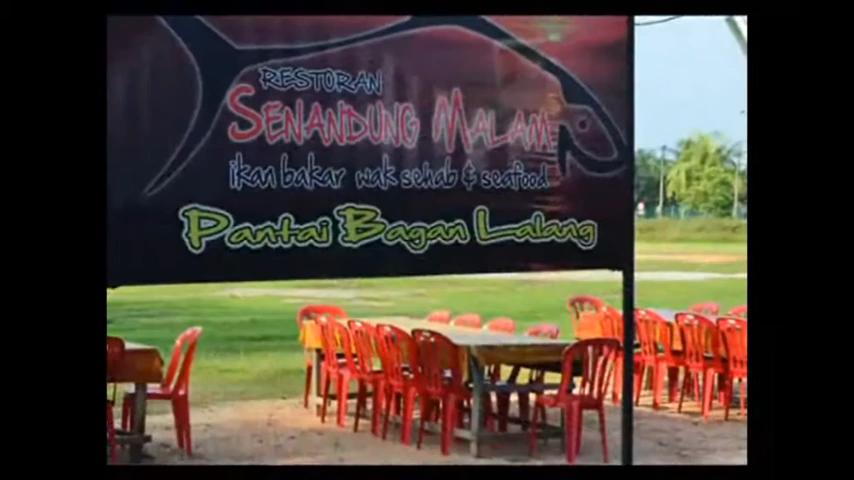 RESTORAN
SENANDUNG MALAM
ikan bakar wak sehab & seafood
Pantai Bagan Lalang